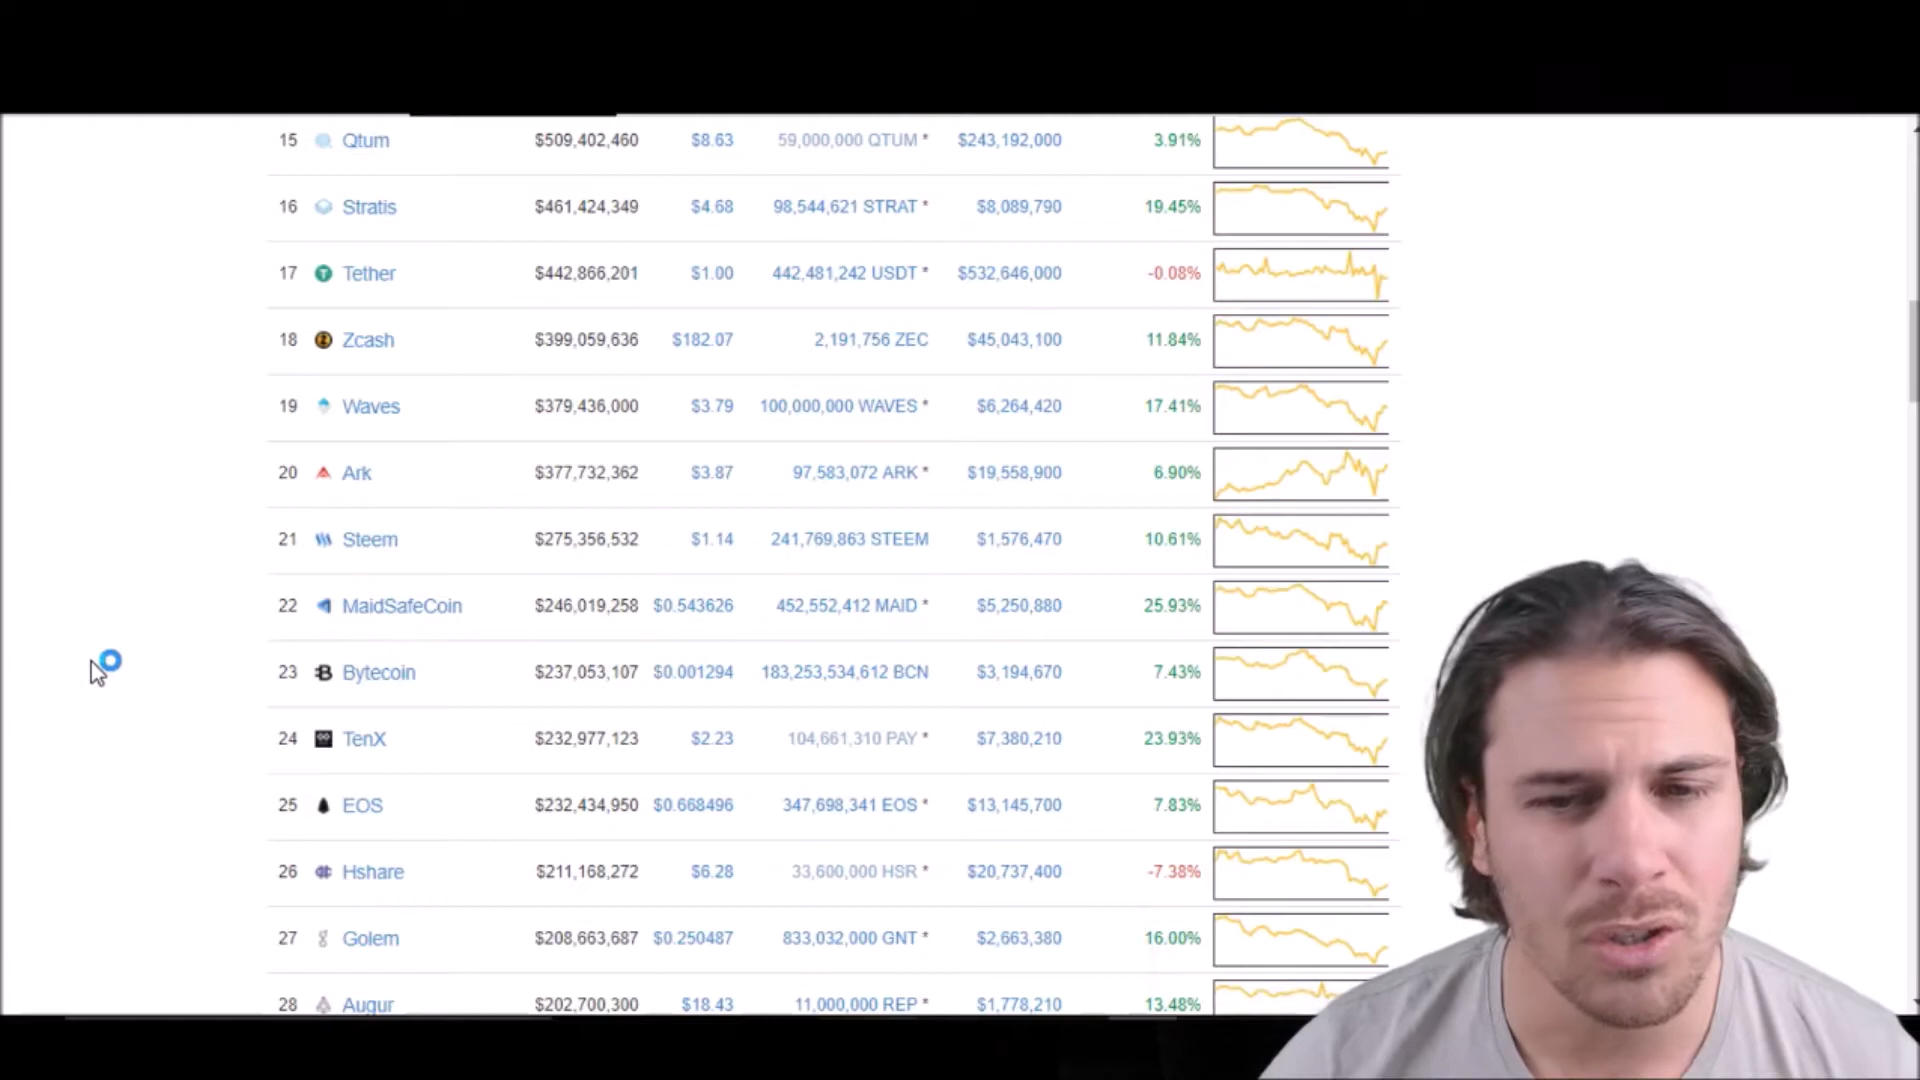 15 Qtum $509,402,460 $8.63 59,000,000 QTUM * $243,192,000 3.91%
16 Stratis $461,424,349 $4.68 98,544,621 STRAT * $8,089,790 19.45%
17 Tether $442,866,201 $1.00 442,481,242 USDT * $532,646,000 -0.08%
18 Zcash $399,059,636 $182.07 2,191,756 ZEC $45,043,100 11.84%
19 Waves $379,436,000 $3.79 100,000,000 WAVES * $6,264,420 17.41%
20 Ark $377,732,362 $3.87 97,583,072 ARK * $19,558,900 6.90%
21 Steem $275,356,532 $1.14 241,769,863 STEEM $1,576,470 10.61%
22 MaidSafeCoin $246,019,258 $0.543626 452,552,412 MAID * $5,250,880 25.93%
23 Bytecoin $237,053,107 $0.001294 183,253,534,612 BCN $3,194,670 7.43%
24 TenX $232,977,123 $2.23 104,661,310 PAY * $7,380,210 23.93%
25 EOS $232,434,950 $0.668496 347,698,341 EOS * $13,145,700 7.83%
26 Hshare $211,168,272 $6.28 33,600,000 HSR * $20,737,400 -7.38%
27 Golem $208,663,687 $0.250487 833,032,000 GNT * $2,663,380 16.00%
28 Augur $202,700,300 $18.43 11,000,000 REP * $1,778,210 13.48%